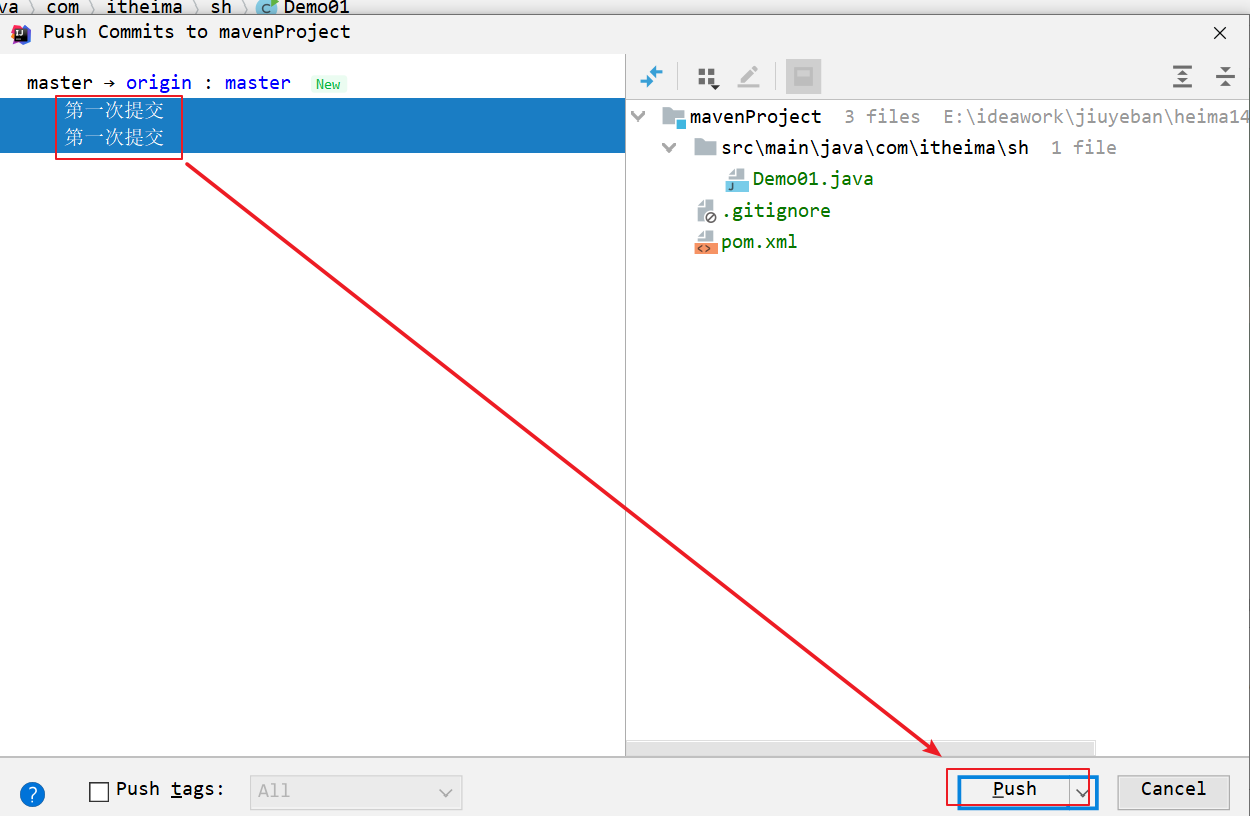 va com itheima sh Demo01
Push Commits to mavenProject
master → origin : master New
第一次提交
第一次提交
mavenProject 3 files E:\ideawork\jiuyeban\heima14
src\main\java\com\itheima\sh 1 file
Demo01.java
.gitignore
pom.xml
? Push tags: All Push Cancel